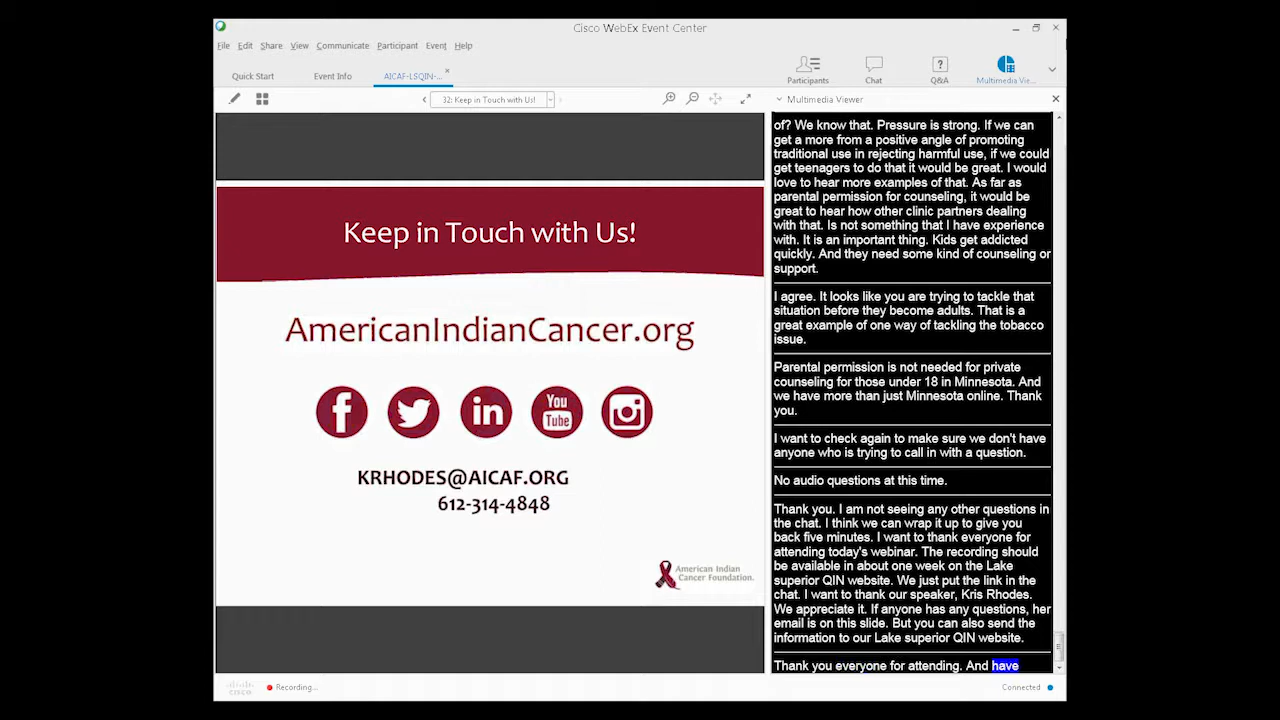 Cisco WebEx Event Center
File Edit Share View Communicate Participant Event Help
Quick Start Event Info AICAF-LSQIN-...
Participants Chat Q&A Multimedia Vie...
32: Keep in Touch with Us!
Multimedia Viewer
Keep in Touch with Us!
AmericanIndianCancer.org
f in You Tube
KRHODES@AICAF.ORG
612-314-4848
American Indian
Cancer Foundation.
of? We know that. Pressure is strong. If we can
get a more from a positive angle of promoting
traditional use in rejecting harmful use, if we could
get teenagers to do that it would be great. I would
love to hear more examples of that. As far as
parental permission for counseling, it would be
great to hear how other clinic partners dealing
with that. Is not something that I have experience
with. It is an important thing. Kids get addicted
quickly. And they need some kind of counseling or
support.
I agree. It looks like you are trying to tackle that
situation before they become adults. That is a
great example of one way of tackling the tobacco
issue.
Parental permission is not needed for private
counseling for those under 18 in Minnesota. And
we have more than just Minnesota online. Thank
you.
I want to check again to make sure we don't have
anyone who is trying to call in with a question.
No audio questions at this time.
Thank you. I am not seeing any other questions in
the chat. I think we can wrap it up to give you
back five minutes. I want to thank everyone for
attending today's webinar. The recording should
be available in about one week on the Lake
superior QIN website. We just put the link in the
chat. I want to thank our speaker, Kris Rhodes.
We appreciate it. If anyone has any questions, her
email is on this slide. But you can also send the
information to our Lake superior QIN website.
Thank you everyone for attending. And have
cisco Recording... Connected